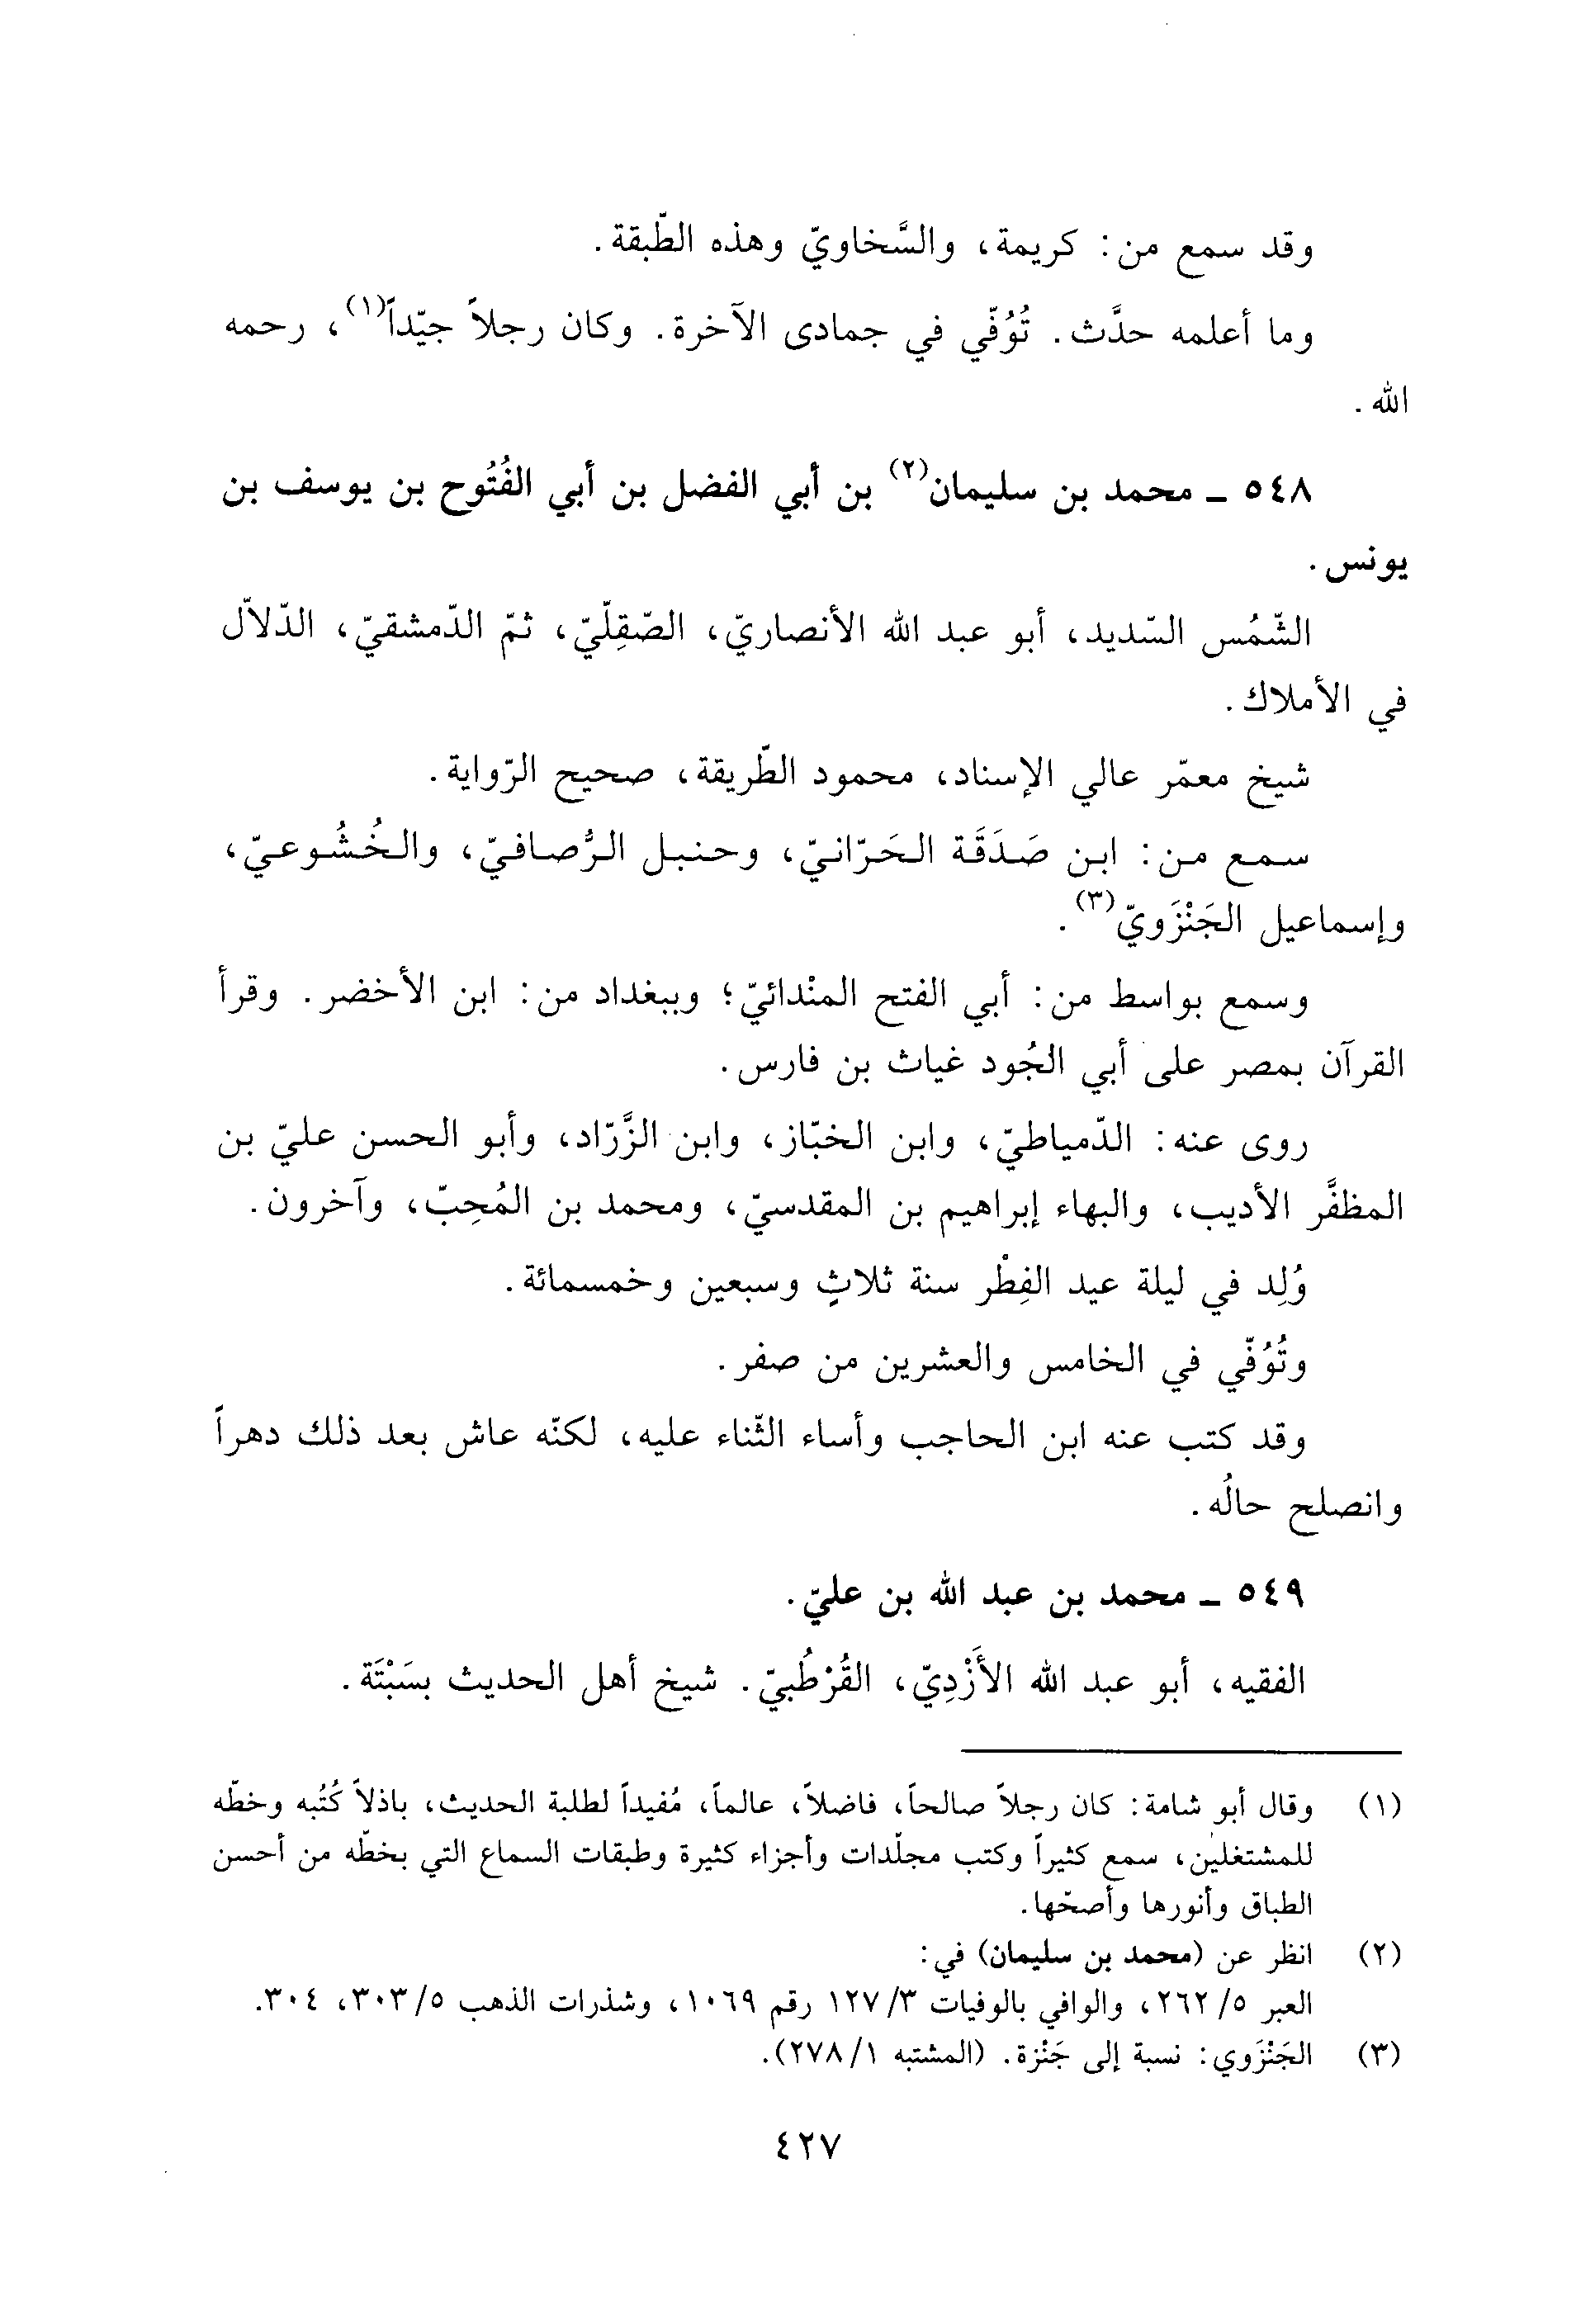 وقد سمع من: كريمة، والسَّخاويّ وهذه الطّبقة.
وما أعلمه حدَّث. تُوُفّي في جمادى الآخرة. وكان رجلاً جيّداً(١)، رحمه
الله.
٥٤٨ ـ محمد بن سليمان(٢) بن أبي الفضل بن أبي الفُتُوح بن يوسف بن
يونس.
الشّمُس السّديد، أبو عبد الله الأنصاريّ، الصّقِلّيّ، ثمّ الدّمشقيّ، الدّلاّل
في الأملاك.
شيخ معمّر عالي الإسناد، محمود الطّريقة، صحيح الرّواية.
سمع من: ابن صَدَقَة الحَرّانيّ، وحنبل الرُّصافيّ، والخُشُوعيّ،
وإسماعيل الجَنْزَويّ(٣).
وسمع بواسط من: أبي الفتح المنْدائيّ؛ وببغداد من: ابن الأخضر. وقرأ
القرآن بمصر على أبي الجُود غياث بن فارس.
روى عنه: الدّمياطيّ، وابن الخبّاز، وابن الزَّرّاد، وأبو الحسن عليّ بن
المظفَّر الأديب، والبهاء إبراهيم بن المقدسيّ، ومحمد بن المُحِبّ، وآخرون.
وُلِد في ليلة عيد الفِطْر سنة ثلاثٍ وسبعين وخمسمائة.
وتُوُفّي في الخامس والعشرين من صفر.
وقد كتب عنه ابن الحاجب وأساء الثّناء عليه، لكنّه عاش بعد ذلك دهراً
وانصلح حالُه.
٥٤٩ ـ محمد بن عبد الله بن عليّ.
الفقيه، أبو عبد الله الأَزْدِيّ، القُرْطُبيّ. شيخ أهل الحديث بسَبْتَة.
(١) وقال أبو شامة: كان رجلاً صالحاً، فاضلاً، عالماً، مُفيداً لطلبة الحديث، باذلاً كُتُبه وخطّه
للمشتغلين، سمع كثيراً وكتب مجلّدات وأجزاء كثيرة وطبقات السماع التي بخطّه من أحسن
الطباق وأنورها وأصحّها.
(٢) انظر عن (محمد بن سليمان) في:
العبر ٥/ ٢٦٢، والوافي بالوفيات ٣/ ١٢٧ رقم ١٠٦٩، وشذرات الذهب ٥/ ٣٠٣، ٣٠٤.
(٣) الجَنْزَوي: نسبة إلى جَنْزة. (المشتبه ١/ ٢٧٨).
٤٢٧